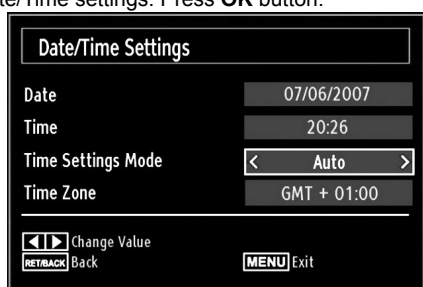 ate/Time settings. Press OK button.
Date/Time Settings
Date 07/06/2007
Time 20:26
Time Settings Mode < Auto >
Time Zone GMT + 01:00
Change Value
RET/BACK Back MENU Exit